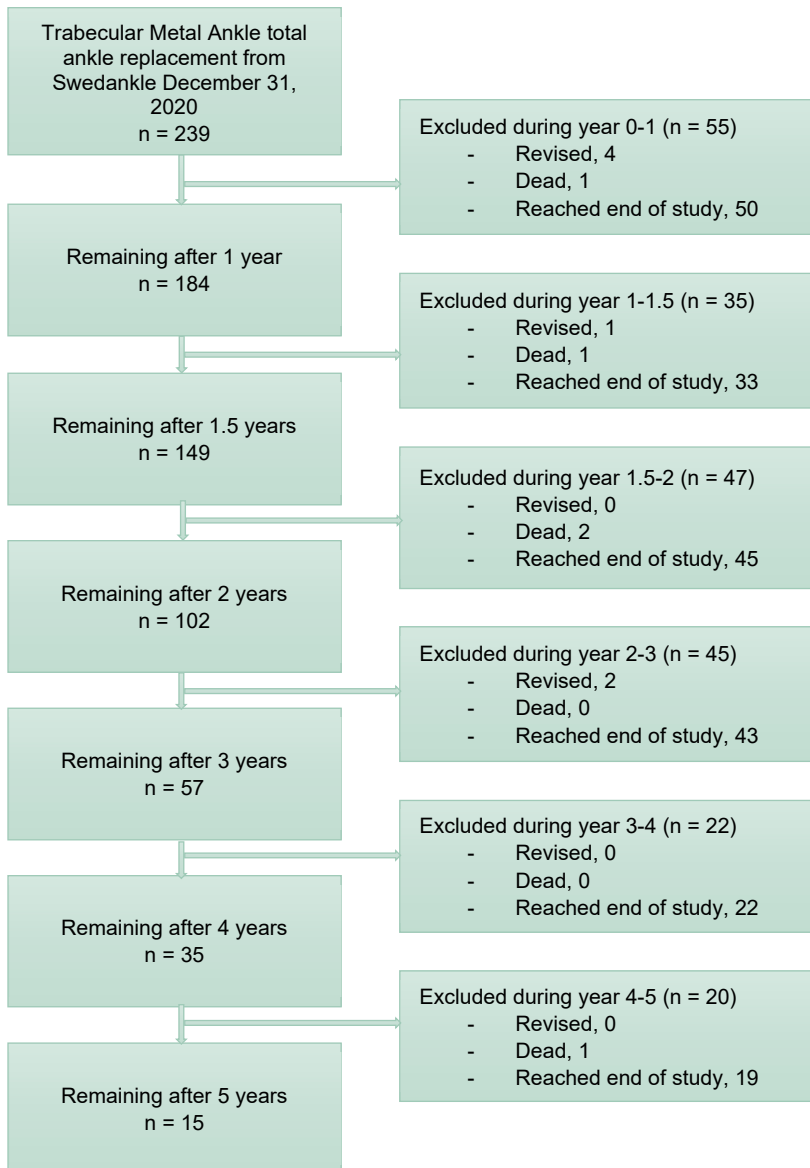 Trabecular Metal Ankle total
ankle replacement from
Swedankle December 31,
2020
n = 239
Excluded during year 0-1 (n = 55)
- Revised, 4
- Dead, 1
- Reached end of study, 50
Remaining after 1 year
n = 184
Excluded during year 1-1.5 (n = 35)
- Revised, 1
- Dead, 1
- Reached end of study, 33
Remaining after 1.5 years
n = 149
Excluded during year 1.5-2 (n = 47)
- Revised, 0
- Dead, 2
- Reached end of study, 45
Remaining after 2 years
n = 102
Excluded during year 2-3 (n = 45)
- Revised, 2
- Dead, 0
- Reached end of study, 43
Remaining after 3 years
n = 57
Excluded during year 3-4 (n = 22)
- Revised, 0
- Dead, 0
- Reached end of study, 22
Remaining after 4 years
n = 35
Excluded during year 4-5 (n = 20)
- Revised, 0
- Dead, 1
- Reached end of study, 19
Remaining after 5 years
n = 15